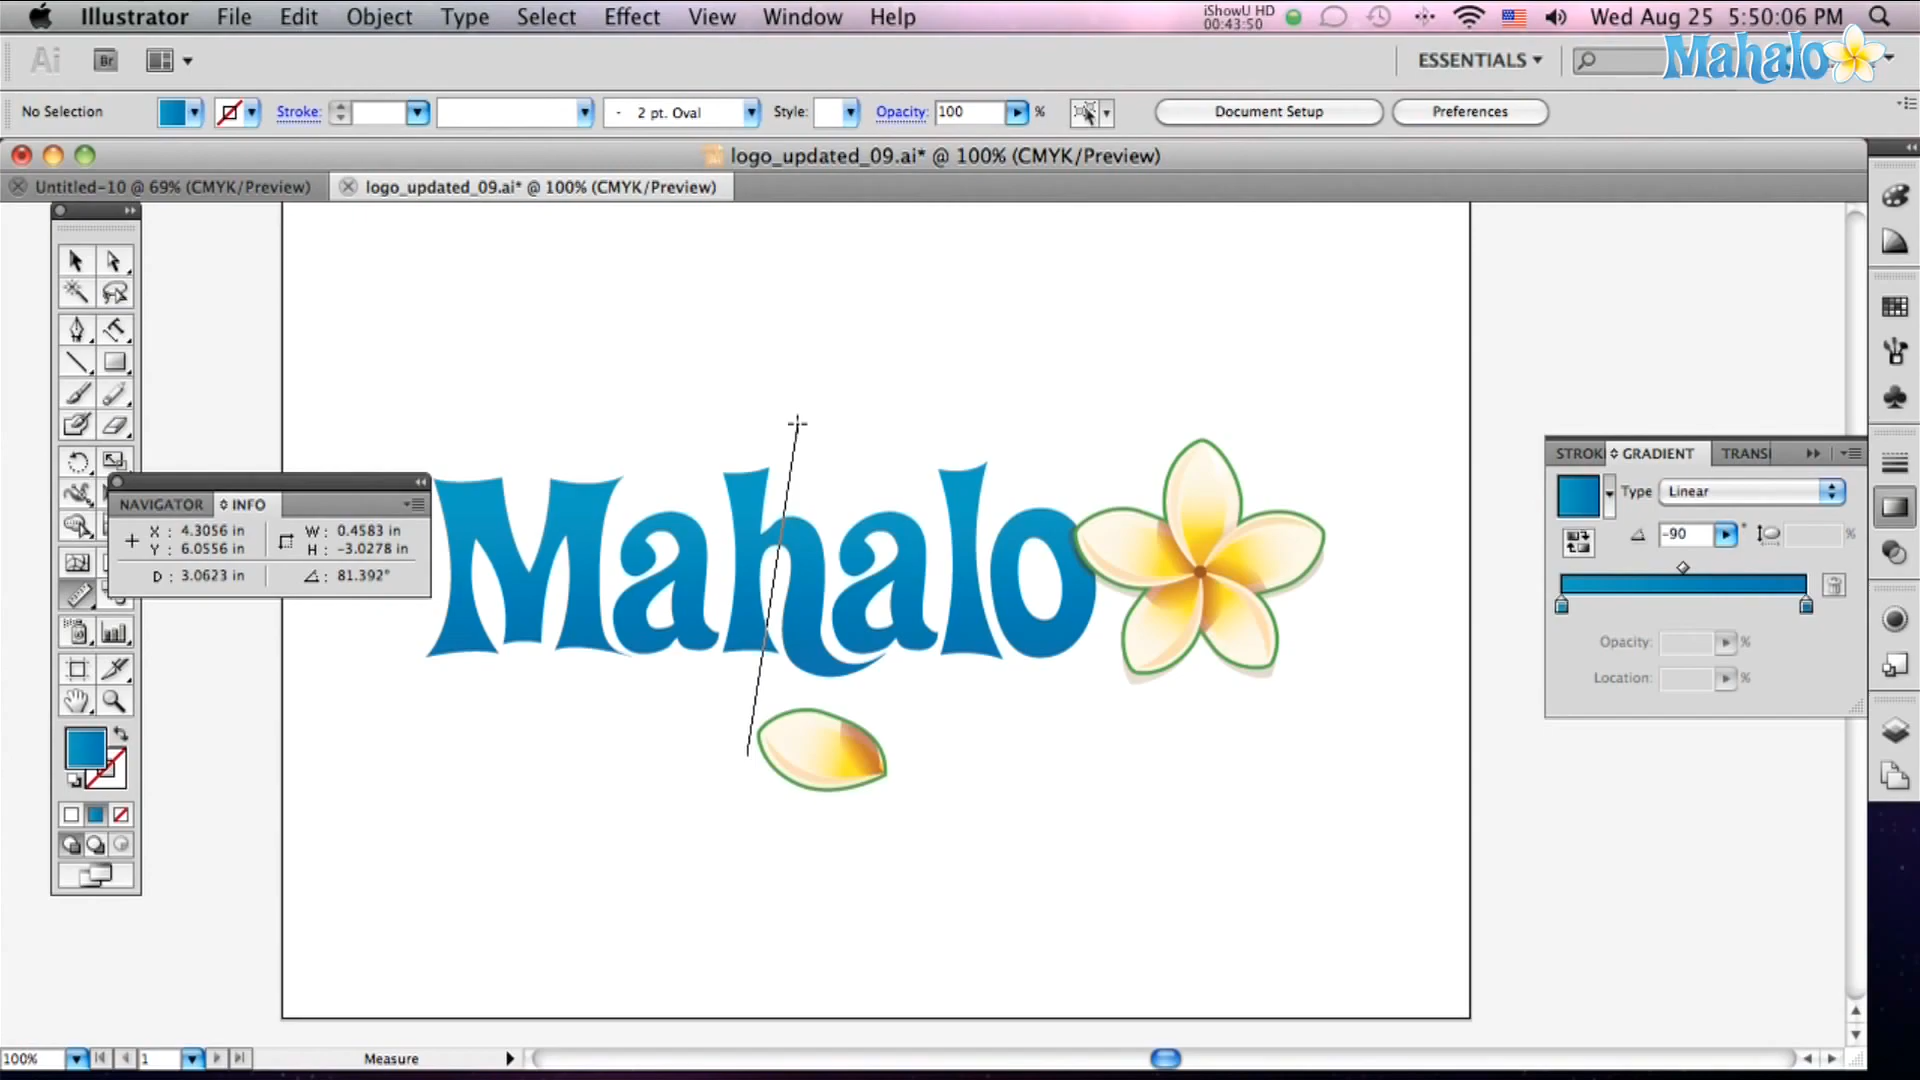 Illustrator File Edit Object Type Select Effect View Window Help
iShowU HD
00:43:50
Wed Aug 25 5:50:06 PM
Ai Br
ESSENTIALS
Mahalo
No Selection Stroke: - 2 pt. Oval Style: Opacity: 100 % Document Setup Preferences
logo_updated_09.ai* @ 100% (CMYK/Preview)
Untitled-10 @ 69% (CMYK/Preview)
logo_updated_09.ai* @ 100% (CMYK/Preview)
NAVIGATOR INFO
X : 4.3056 in W : 0.4583 in
Y : 6.0556 in H : -3.0278 in
D : 3.0623 in : 81.392°
Mahalo
STROK GRADIENT TRANSI
Type Linear
-90 ° %
Opacity: %
Location: %
100% 1 Measure